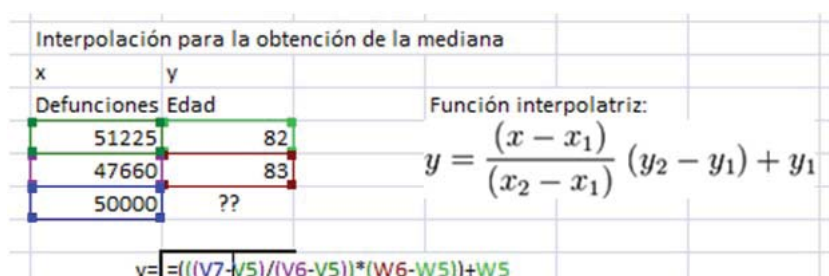 Interpolación para la obtención de la mediana
x y
Defunciones Edad
Función interpolatriz:
51225 82
47660 83
50000 ??
y = (x − x₁) / (x₂ − x₁) (y₂ − y₁) + y₁
y= =(((V7-V5)/(V6-V5))*(W6-W5))+W5